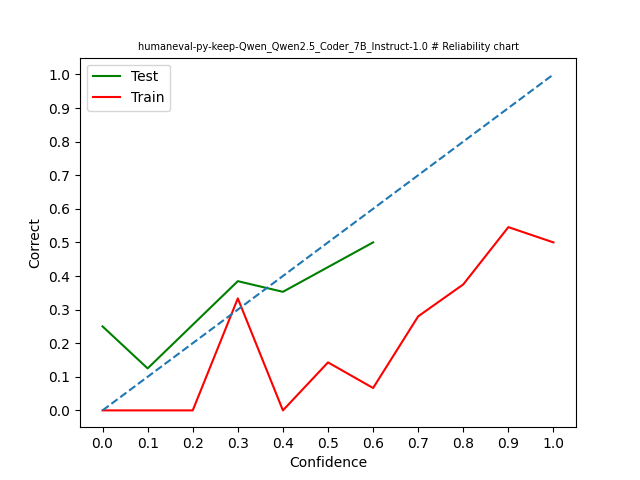 humaneval-py-keep-Qwen_Qwen2.5_Coder_7B_Instruct-1.0 # Reliability chart
Test
Train
1.0
0.9
0.8
0.7
0.6
0.5
0.4
0.3
0.2
0.1
0.0
Correct
0.0 0.1 0.2 0.3 0.4 0.5 0.6 0.7 0.8 0.9 1.0
Confidence